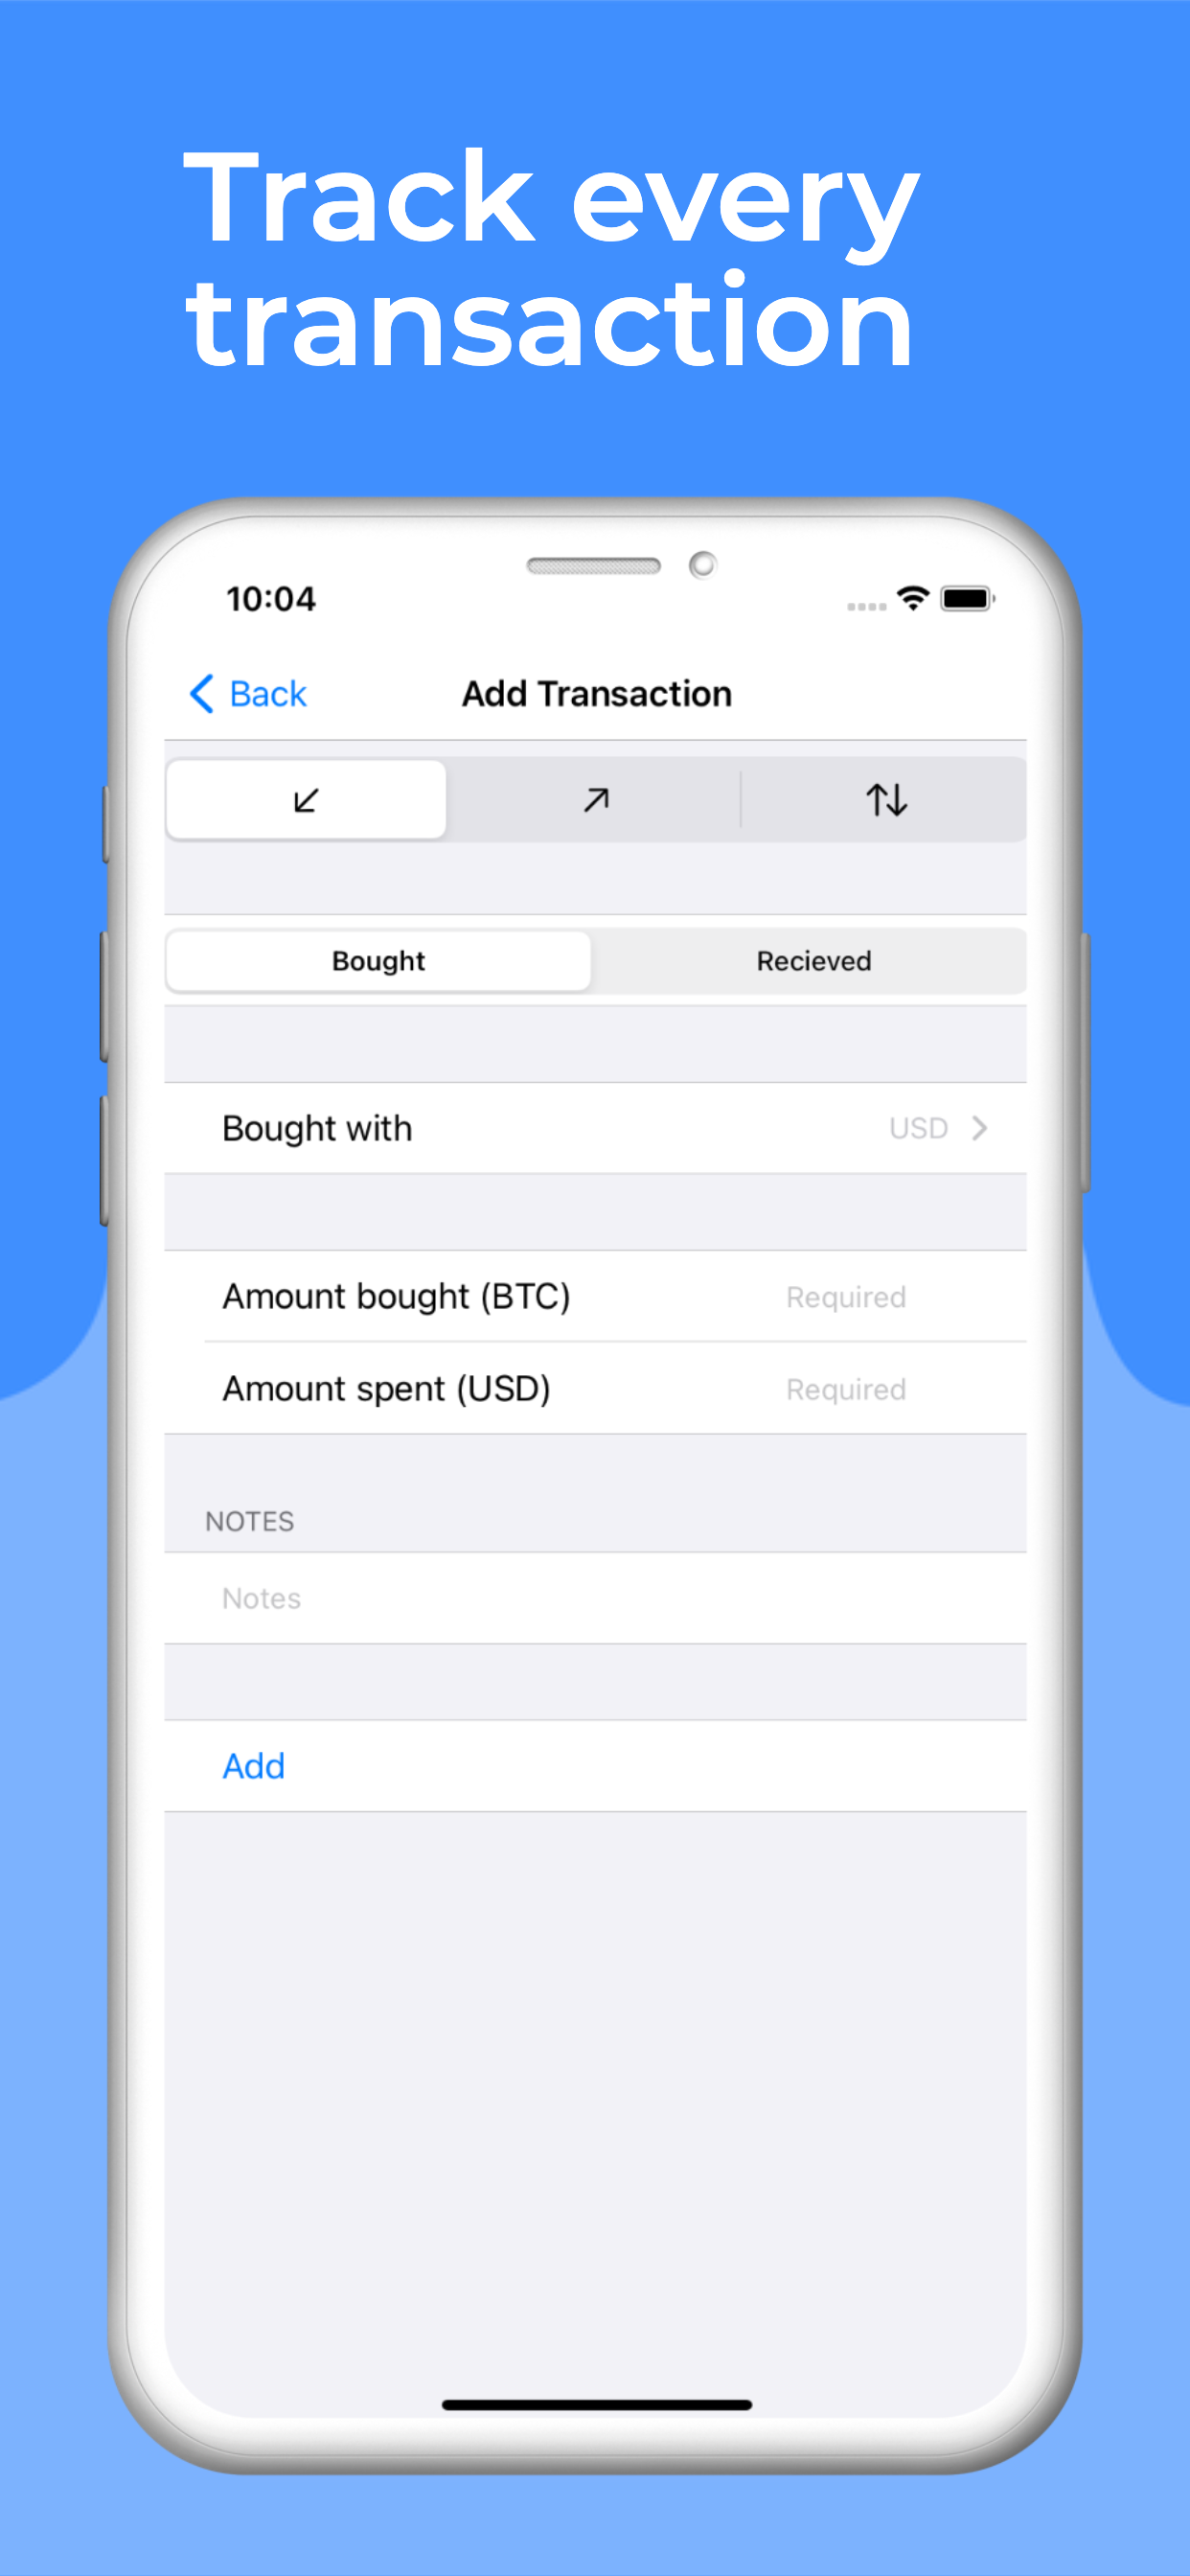 Track every
transaction
10:04
Back
Add Transaction
Bought
Recieved
Bought with
USD
Amount bought (BTC)
Required
Amount spent (USD)
Required
NOTES
Notes
Add